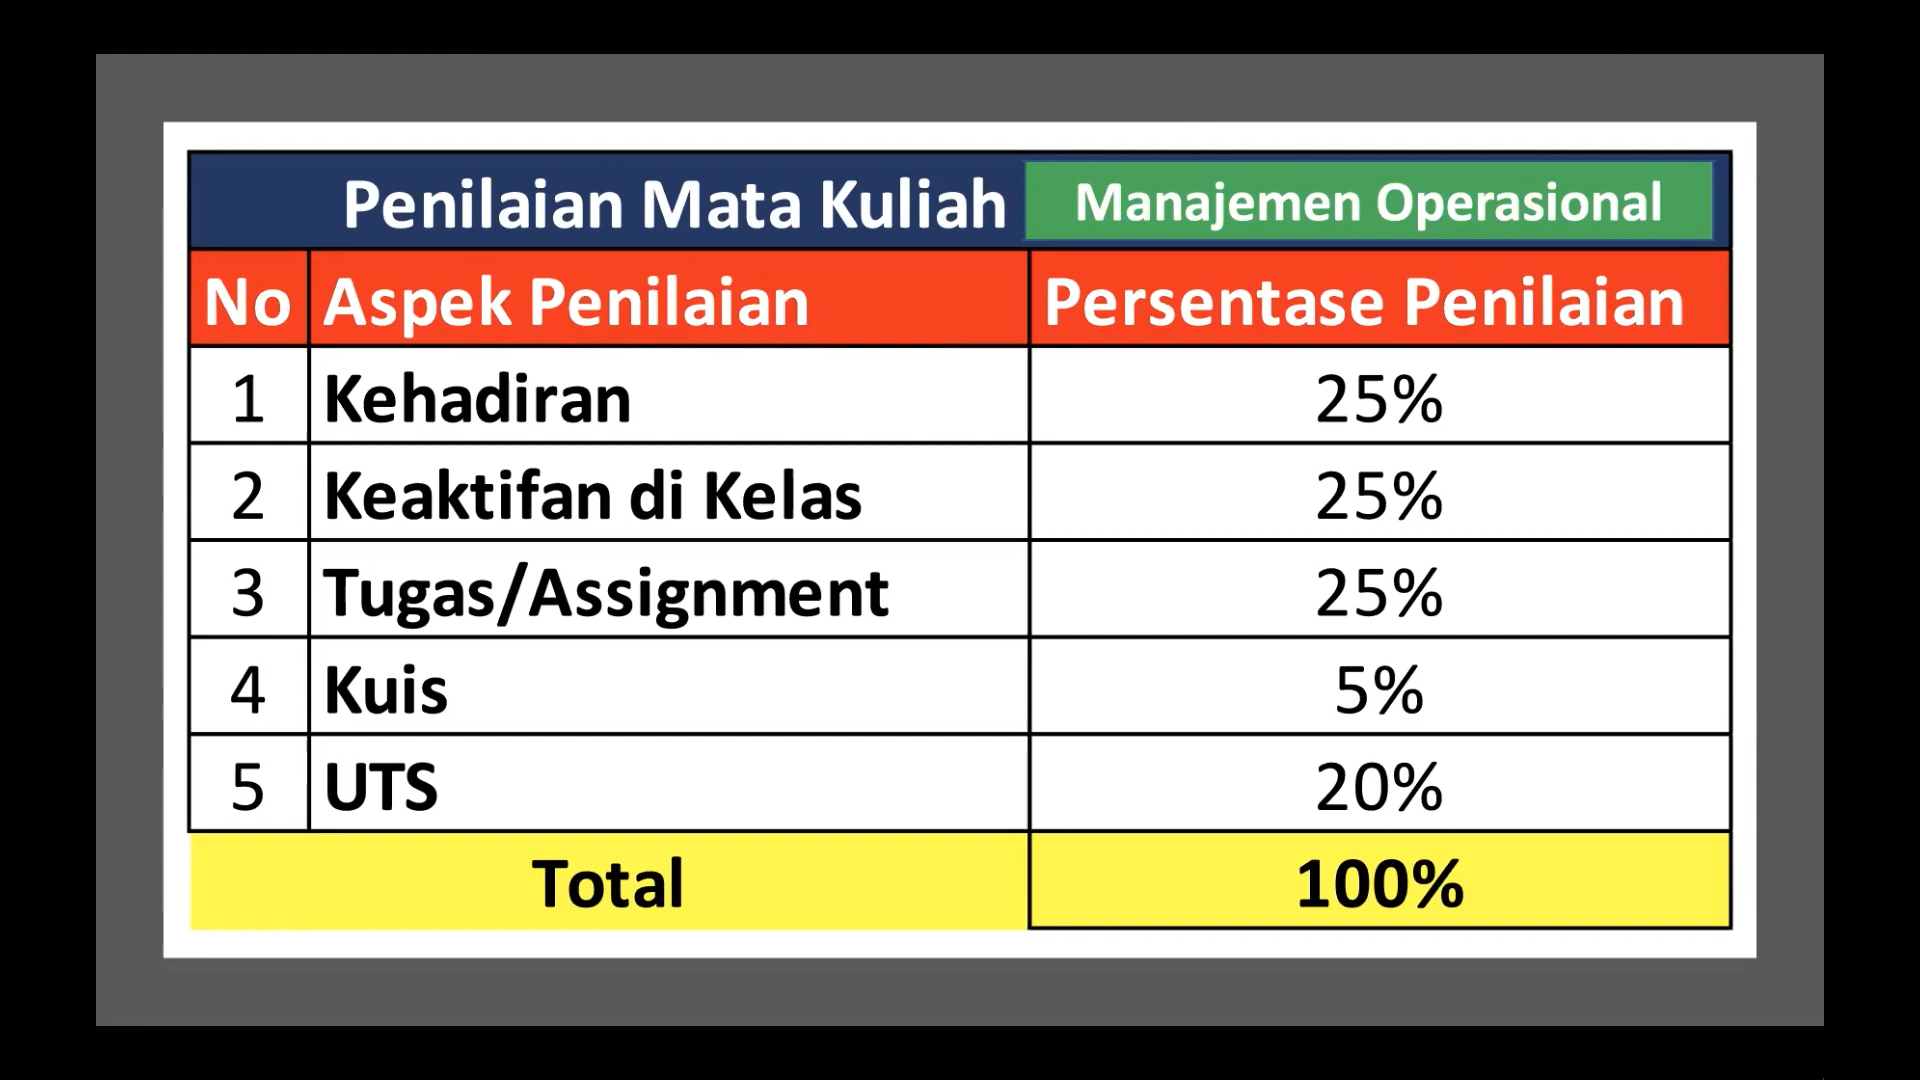 Penilaian Mata Kuliah Manajemen Operasional
No Aspek Penilaian Persentase Penilaian
1 Kehadiran 25%
2 Keaktifan di Kelas 25%
3 Tugas/Assignment 25%
4 Kuis 5%
5 UTS 20%
Total 100%